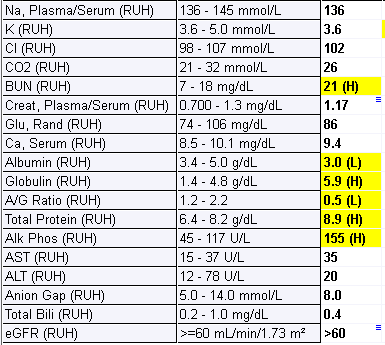 Na, Plasma/Serum (RUH) 136 - 145 mmol/L 136
K (RUH) 3.6 - 5.0 mmol/L 3.6
Cl (RUH) 98 - 107 mmol/L 102
CO2 (RUH) 21 - 32 mmol/L 26
BUN (RUH) 7 - 18 mg/dL 21 (H)
Creat, Plasma/Serum (RUH) 0.700 - 1.3 mg/dL 1.17
Glu, Rand (RUH) 74 - 106 mg/dL 86
Ca, Serum (RUH) 8.5 - 10.1 mg/dL 9.4
Albumin (RUH) 3.4 - 5.0 g/dL 3.0 (L)
Globulin (RUH) 1.4 - 4.8 g/dL 5.9 (H)
A/G Ratio (RUH) 1.2 - 2.2 0.5 (L)
Total Protein (RUH) 6.4 - 8.2 g/dL 8.9 (H)
Alk Phos (RUH) 45 - 117 U/L 155 (H)
AST (RUH) 15 - 37 U/L 35
ALT (RUH) 12 - 78 U/L 20
Anion Gap (RUH) 5.0 - 14.0 mmol/L 8.0
Total Bili (RUH) 0.2 - 1.0 mg/dL 0.4
eGFR (RUH) >=60 mL/min/1.73 m² >60